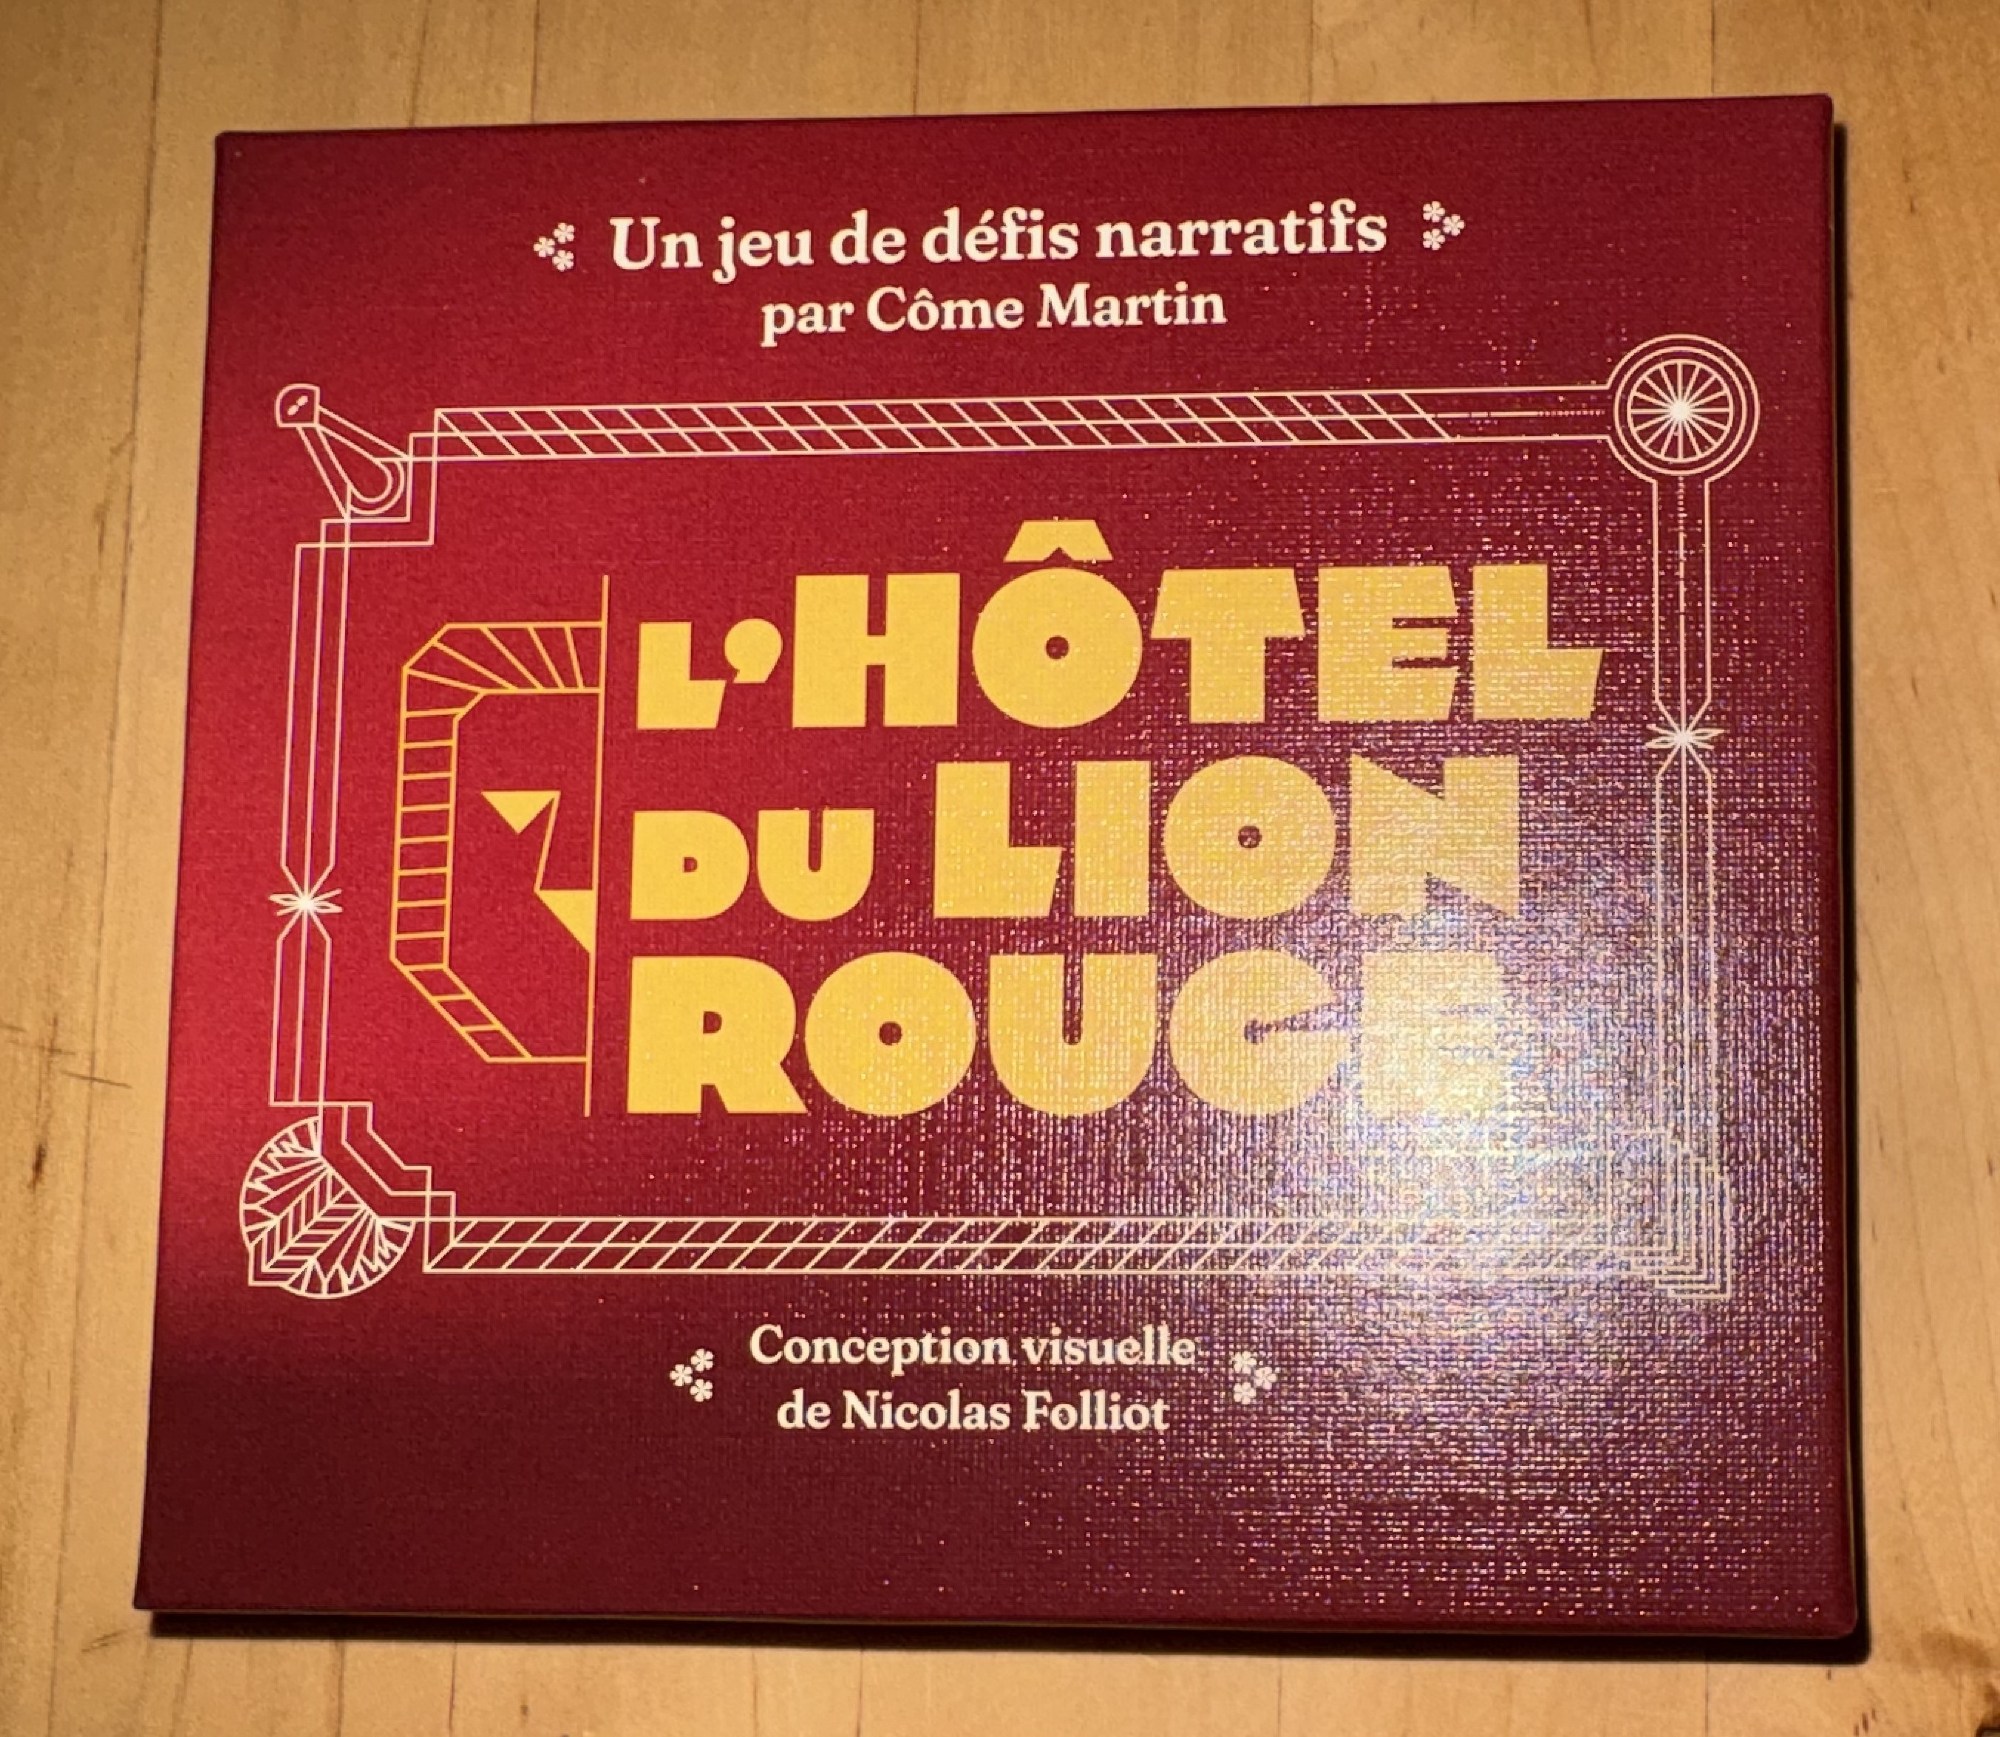 Un jeu de défis narratifs
par Côme Martin
L'HÔTEL
DU LION
ROUGE
Conception visuelle
de Nicolas Folliot